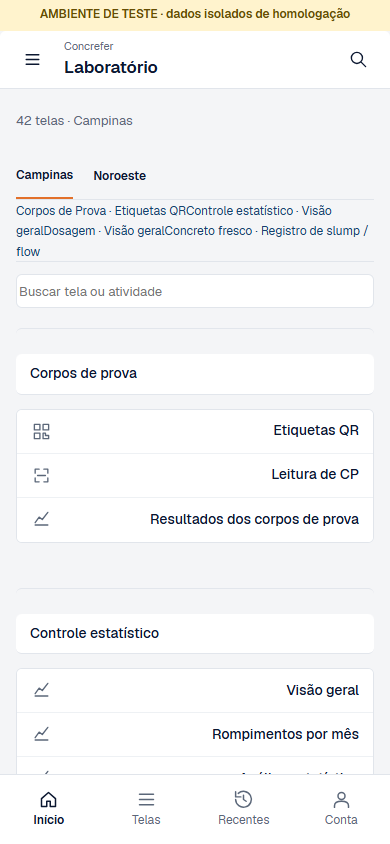 AMBIENTE DE TESTE · dados isolados de homologação
Concrefer
Laboratório
42 telas · Campinas
Campinas
Noroeste
Corpos de Prova · Etiquetas QRControle estatístico · Visão
geralDosagem · Visão geralConcreto fresco · Registro de slump /
flow
Buscar tela ou atividade
Corpos de prova
Etiquetas QR
Leitura de CP
Resultados dos corpos de prova
Controle estatístico
Visão geral
Rompimentos por mês
Início
Telas
Recentes
Conta